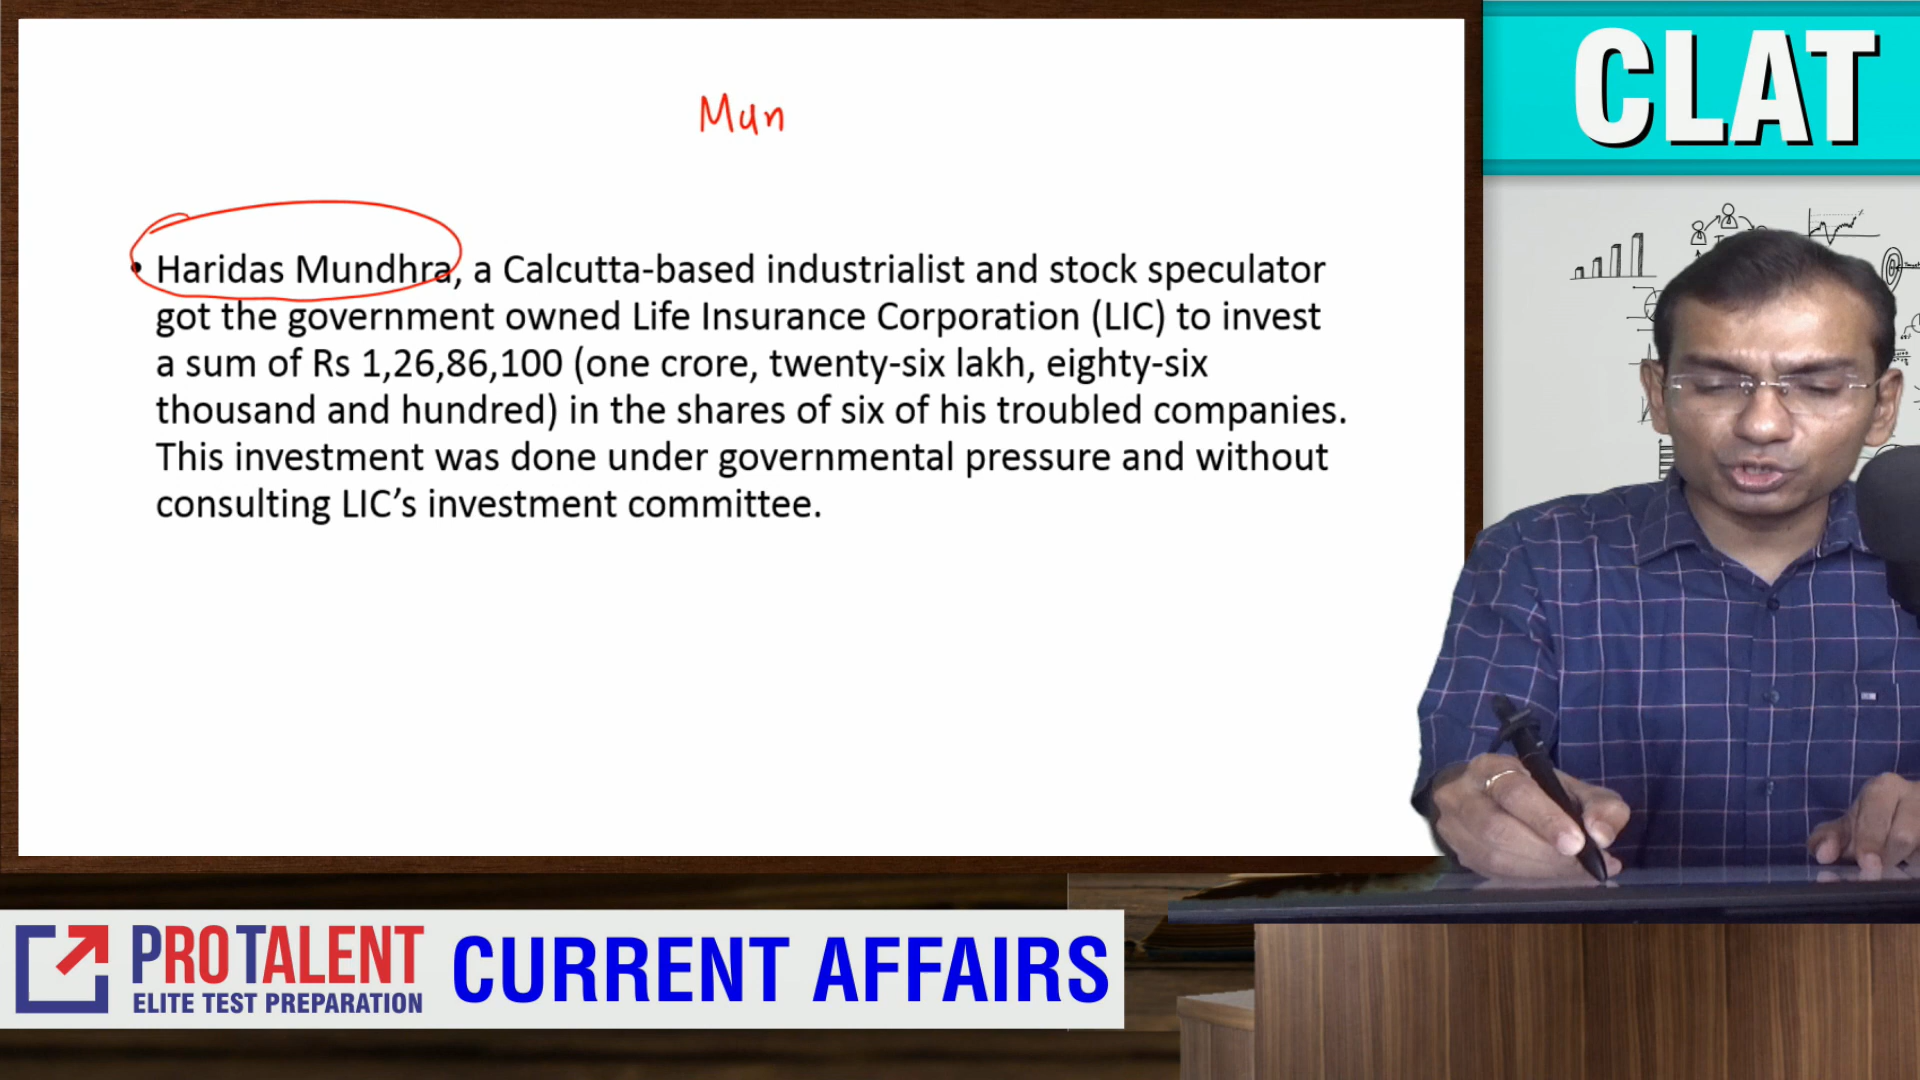 Mun
• Haridas Mundhra, a Calcutta-based industrialist and stock speculator
got the government owned Life Insurance Corporation (LIC) to invest
a sum of Rs 1,26,86,100 (one crore, twenty-six lakh, eighty-six
thousand and hundred) in the shares of six of his troubled companies.
This investment was done under governmental pressure and without
consulting LIC’s investment committee.
CLAT
PROTALENT
ELITE TEST PREPARATION
CURRENT AFFAIRS